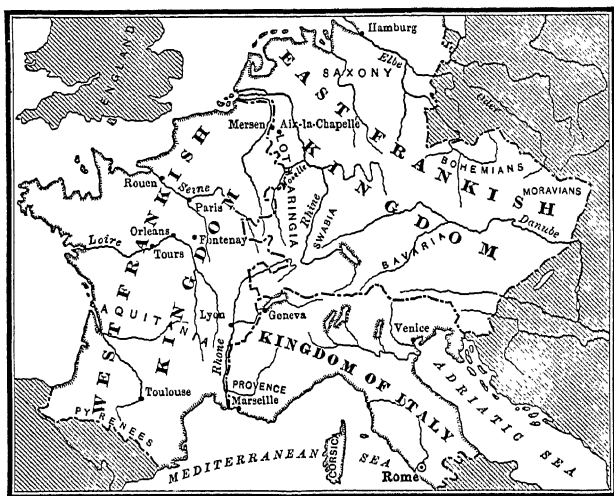 Hamburg
Elbe
ENGLAND
SAXONY
Oder
EAST FRANKISH KINGDOM
Mersen
Aix-la-Chapelle
LOTHARINGIA
Moselle
BOHEMIANS
MORAVIANS
Rouen
Seine
Paris
Rhine
SWABIA
Danube
Orleans
Fontenay
Loire
Tours
BAVARIA
WEST FRANKISH KINGDOM
AQUITANIA
Lyon
Geneva
Venice
KINGDOM OF ITALY
Rhone
PROVENCE
Toulouse
Marseille
ADRIATIC SEA
PYRENEES
MEDITERRANEAN SEA
CORSICA
Rome